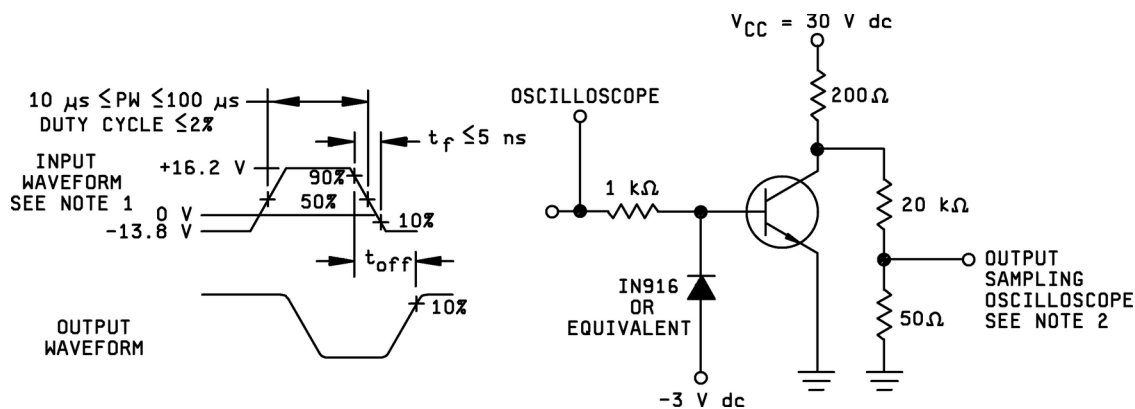 10 µs ≤PW ≤100 µs
DUTY CYCLE ≤2%
t_f ≤5 ns
INPUT
WAVEFORM
SEE NOTE 1
+16.2 V
0 V
-13.8 V
90%
50%
10%
t_off
10%
OUTPUT
WAVEFORM
V_CC = 30 V dc
200Ω
OSCILLOSCOPE
1 kΩ
20 kΩ
IN916
OR
EQUIVALENT
-3 V dc
50Ω
OUTPUT
SAMPLING
OSCILLOSCOPE
SEE NOTE 2